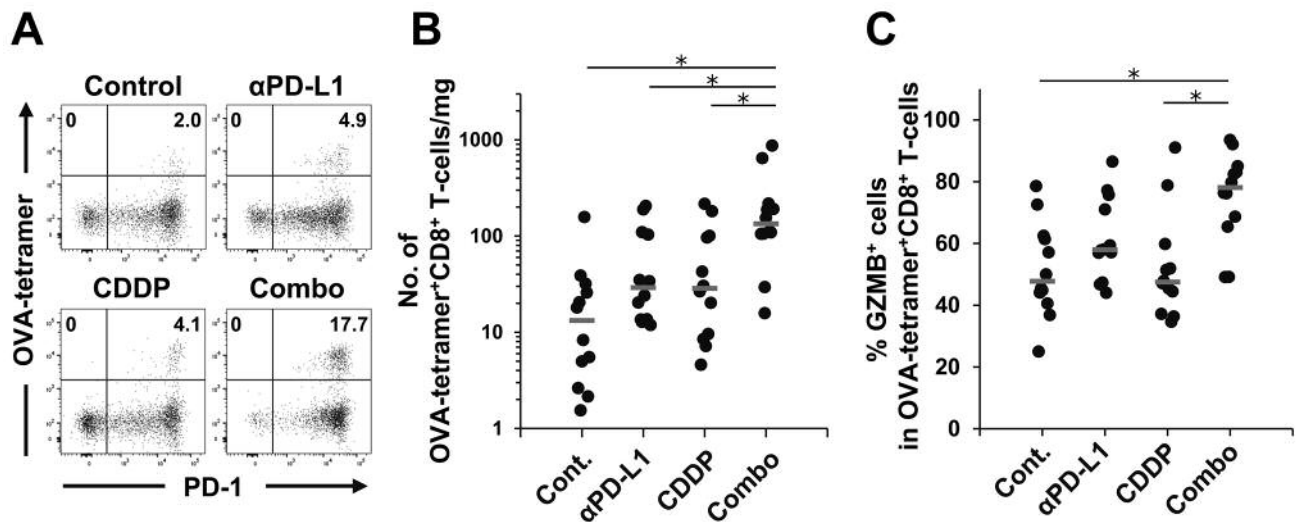 A
Control
αPD-L1
0
2.0
0
4.9
CDDP
Combo
0
4.1
0
17.7
OVA-tetramer
PD-1
B
No. of
OVA-tetramer⁺CD8⁺ T-cells/mg
1000
100
10
1
*
*
*
Cont.
αPD-L1
CDDP
Combo
C
% GZMB⁺ cells
in OVA-tetramer⁺CD8⁺ T-cells
100
80
60
40
20
0
*
*
Cont.
αPD-L1
CDDP
Combo